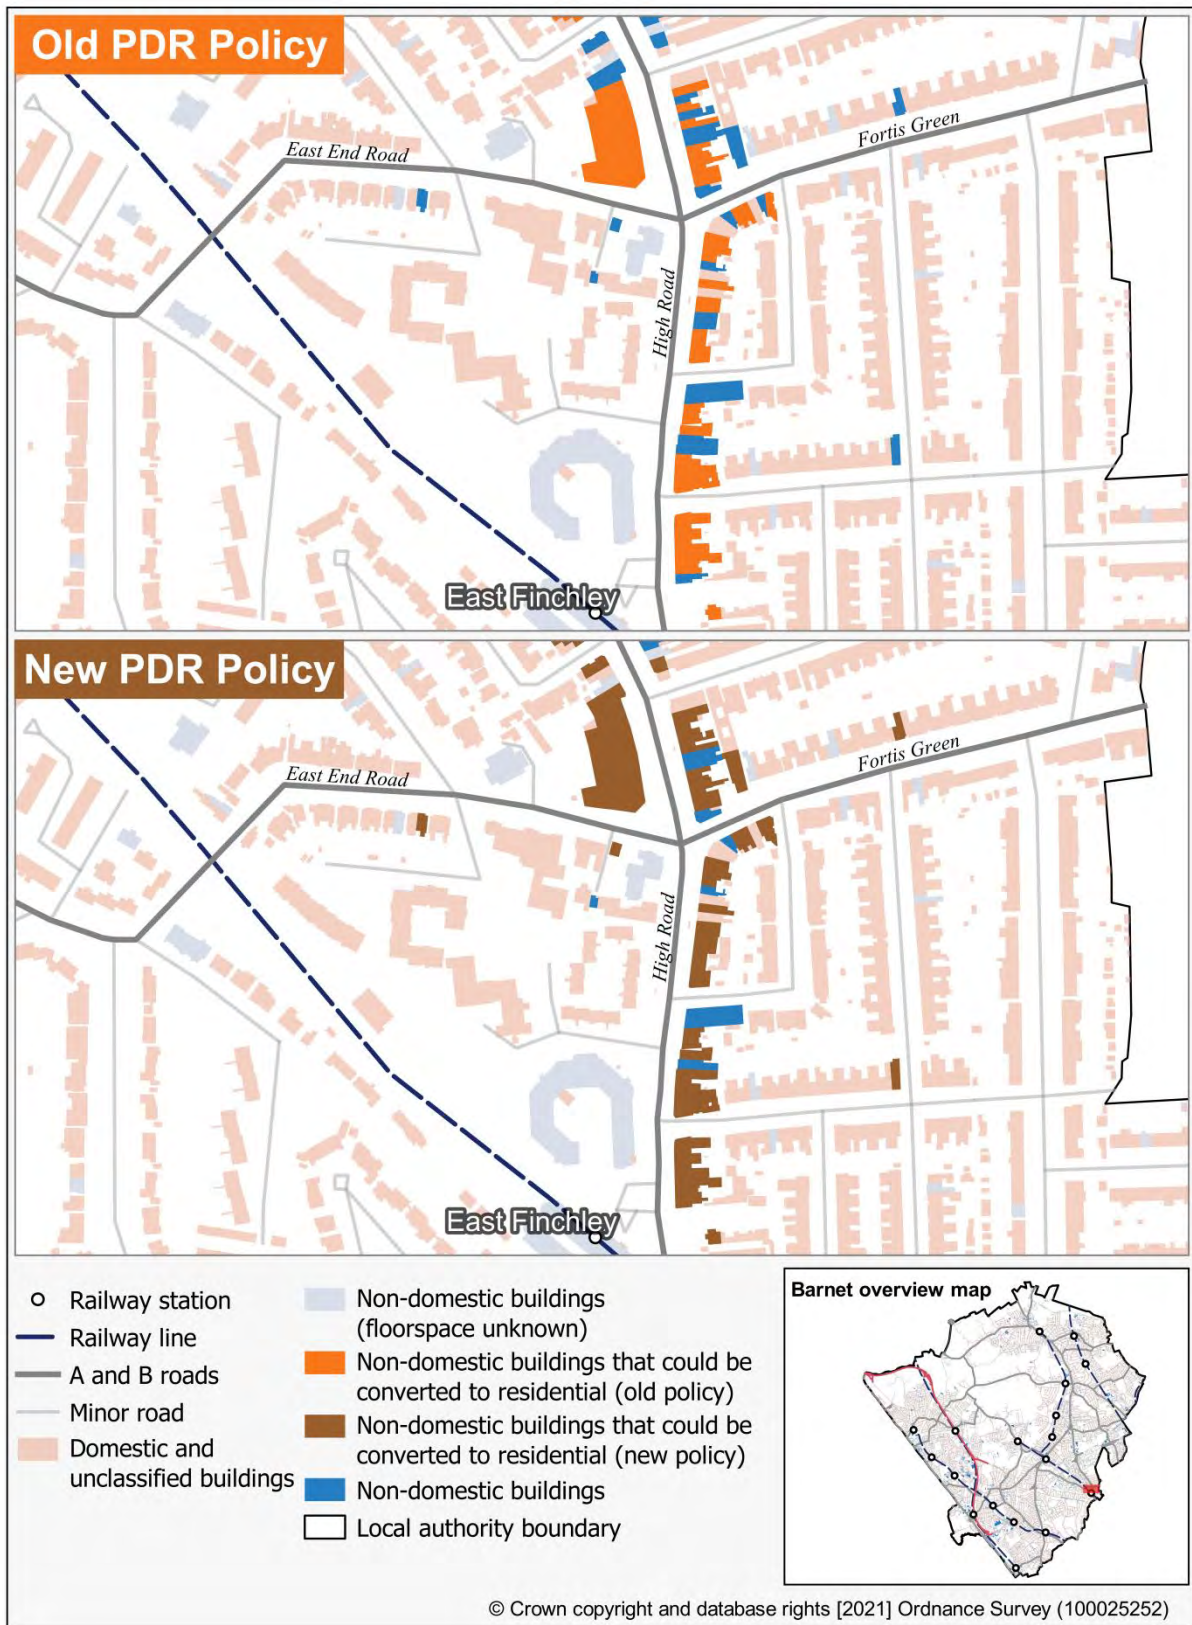 Old PDR Policy
East End Road
Fortis Green
High Road
East Finchley
New PDR Policy
East End Road
Fortis Green
High Road
East Finchley
Railway station
Railway line
A and B roads
Minor road
Domestic and
unclassified buildings
Non-domestic buildings
(floorspace unknown)
Non-domestic buildings that could be
converted to residential (old policy)
Non-domestic buildings that could be
converted to residential (new policy)
Non-domestic buildings
Local authority boundary
Barnet overview map
© Crown copyright and database rights [2021] Ordnance Survey (100025252)